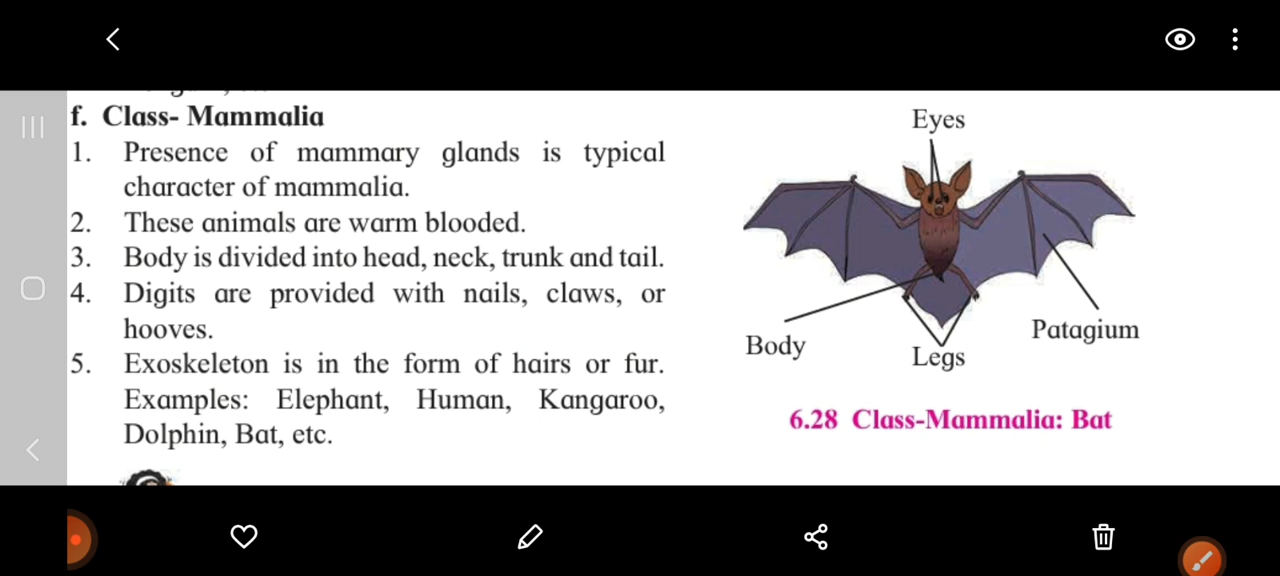 f. Class- Mammalia
1. Presence of mammary glands is typical
character of mammalia.
2. These animals are warm blooded.
3. Body is divided into head, neck, trunk and tail.
4. Digits are provided with nails, claws, or
hooves.
5. Exoskeleton is in the form of hairs or fur.
Examples: Elephant, Human, Kangaroo,
Dolphin, Bat, etc.
Eyes
Body
Legs
Patagium
6.28 Class-Mammalia: Bat